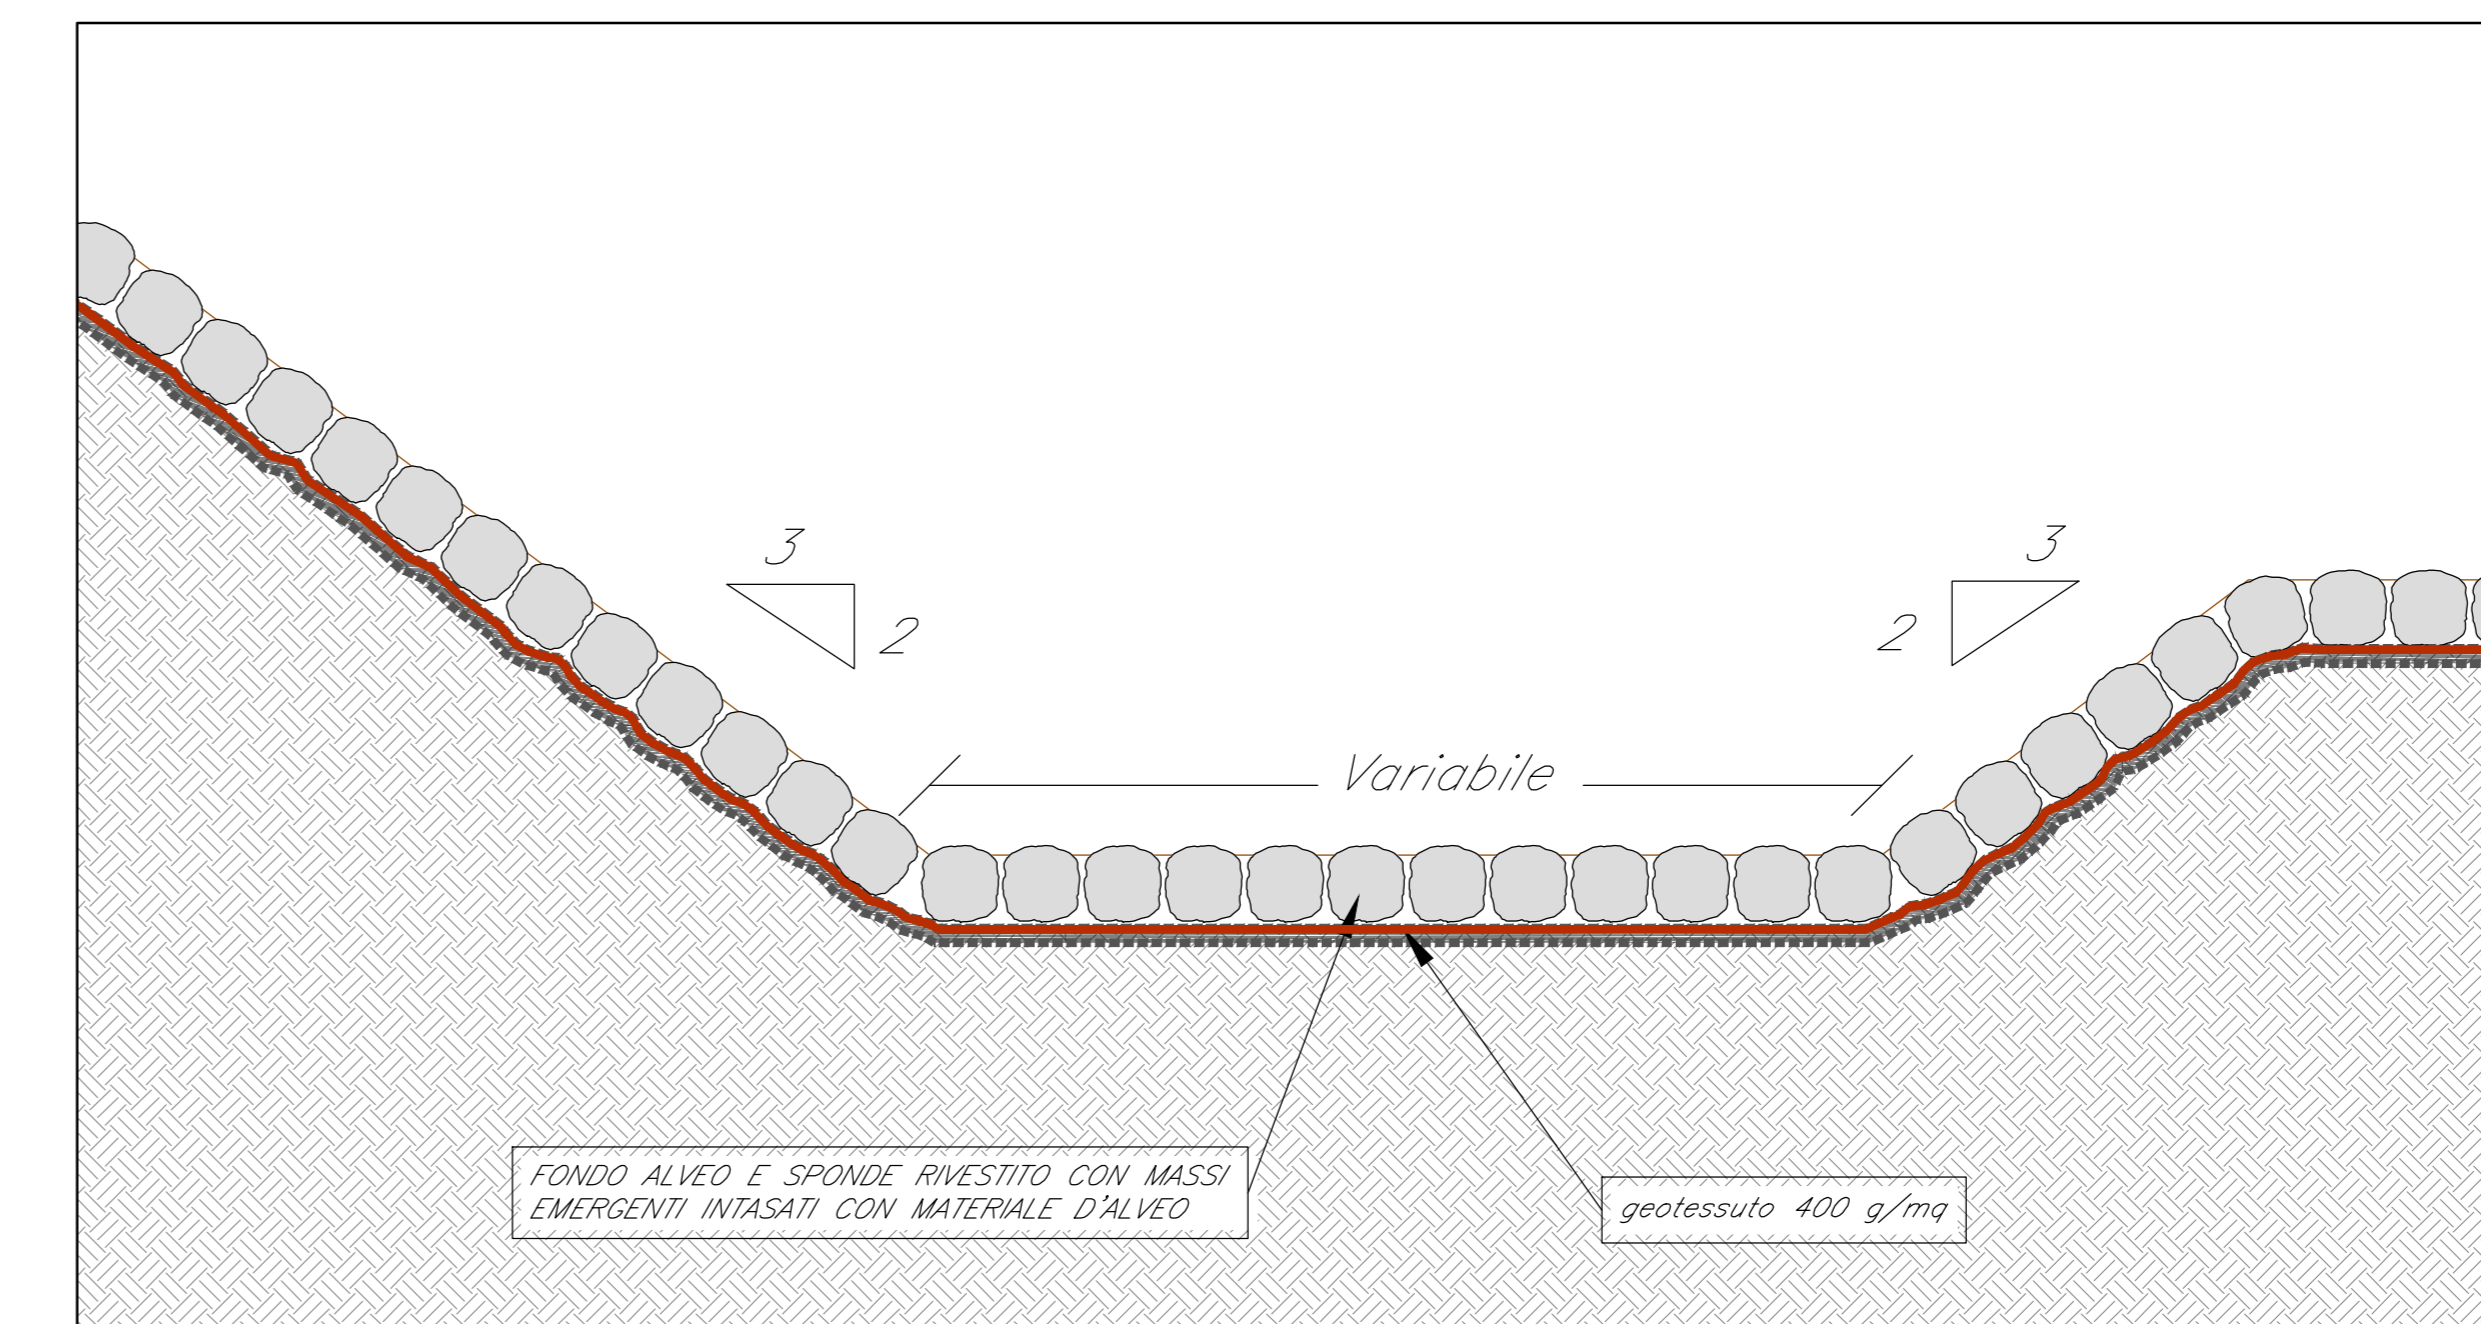 3
2
3
2
Variabile
FONDO ALVEO E SPONDE RIVESTITO CON MASSI
EMERGENTI INTASATI CON MATERIALE D'ALVEO
geotessuto 400 g/mq